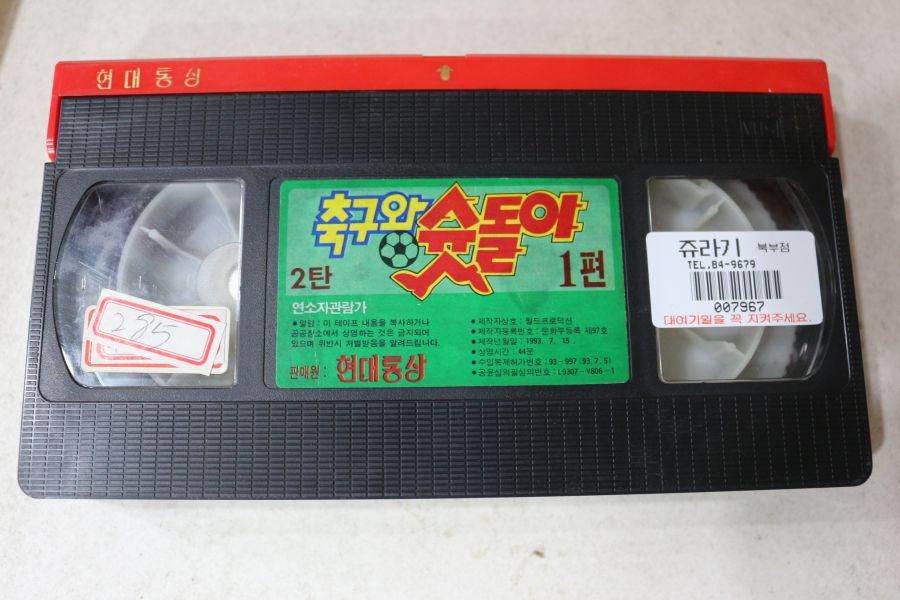 현대통상
VHS
축구와 슛돌이
2탄
1편
연소자관람가
• 알림 : 이 테이프 내용을 복사하거나
공공장소에서 상영하는 것은 금지되어
있으며 위반시 처벌받음을 알려드립니다.
판매원 : 현대통상
• 제작자상호 : 월드프로덕션
• 제작자등록번호 : 문화부등록 제97호
• 제작년월일 : 1993. 7. 15.
• 상영시간 : 44분
• 수입복제허가번호 : 93-997 (93. 7. 5)
• 공윤심의필심의번호 : L9307-V806-1
285
쥬라기 북부점
TEL.84-9679
007967
대여기일을 꼭 지켜주세요.